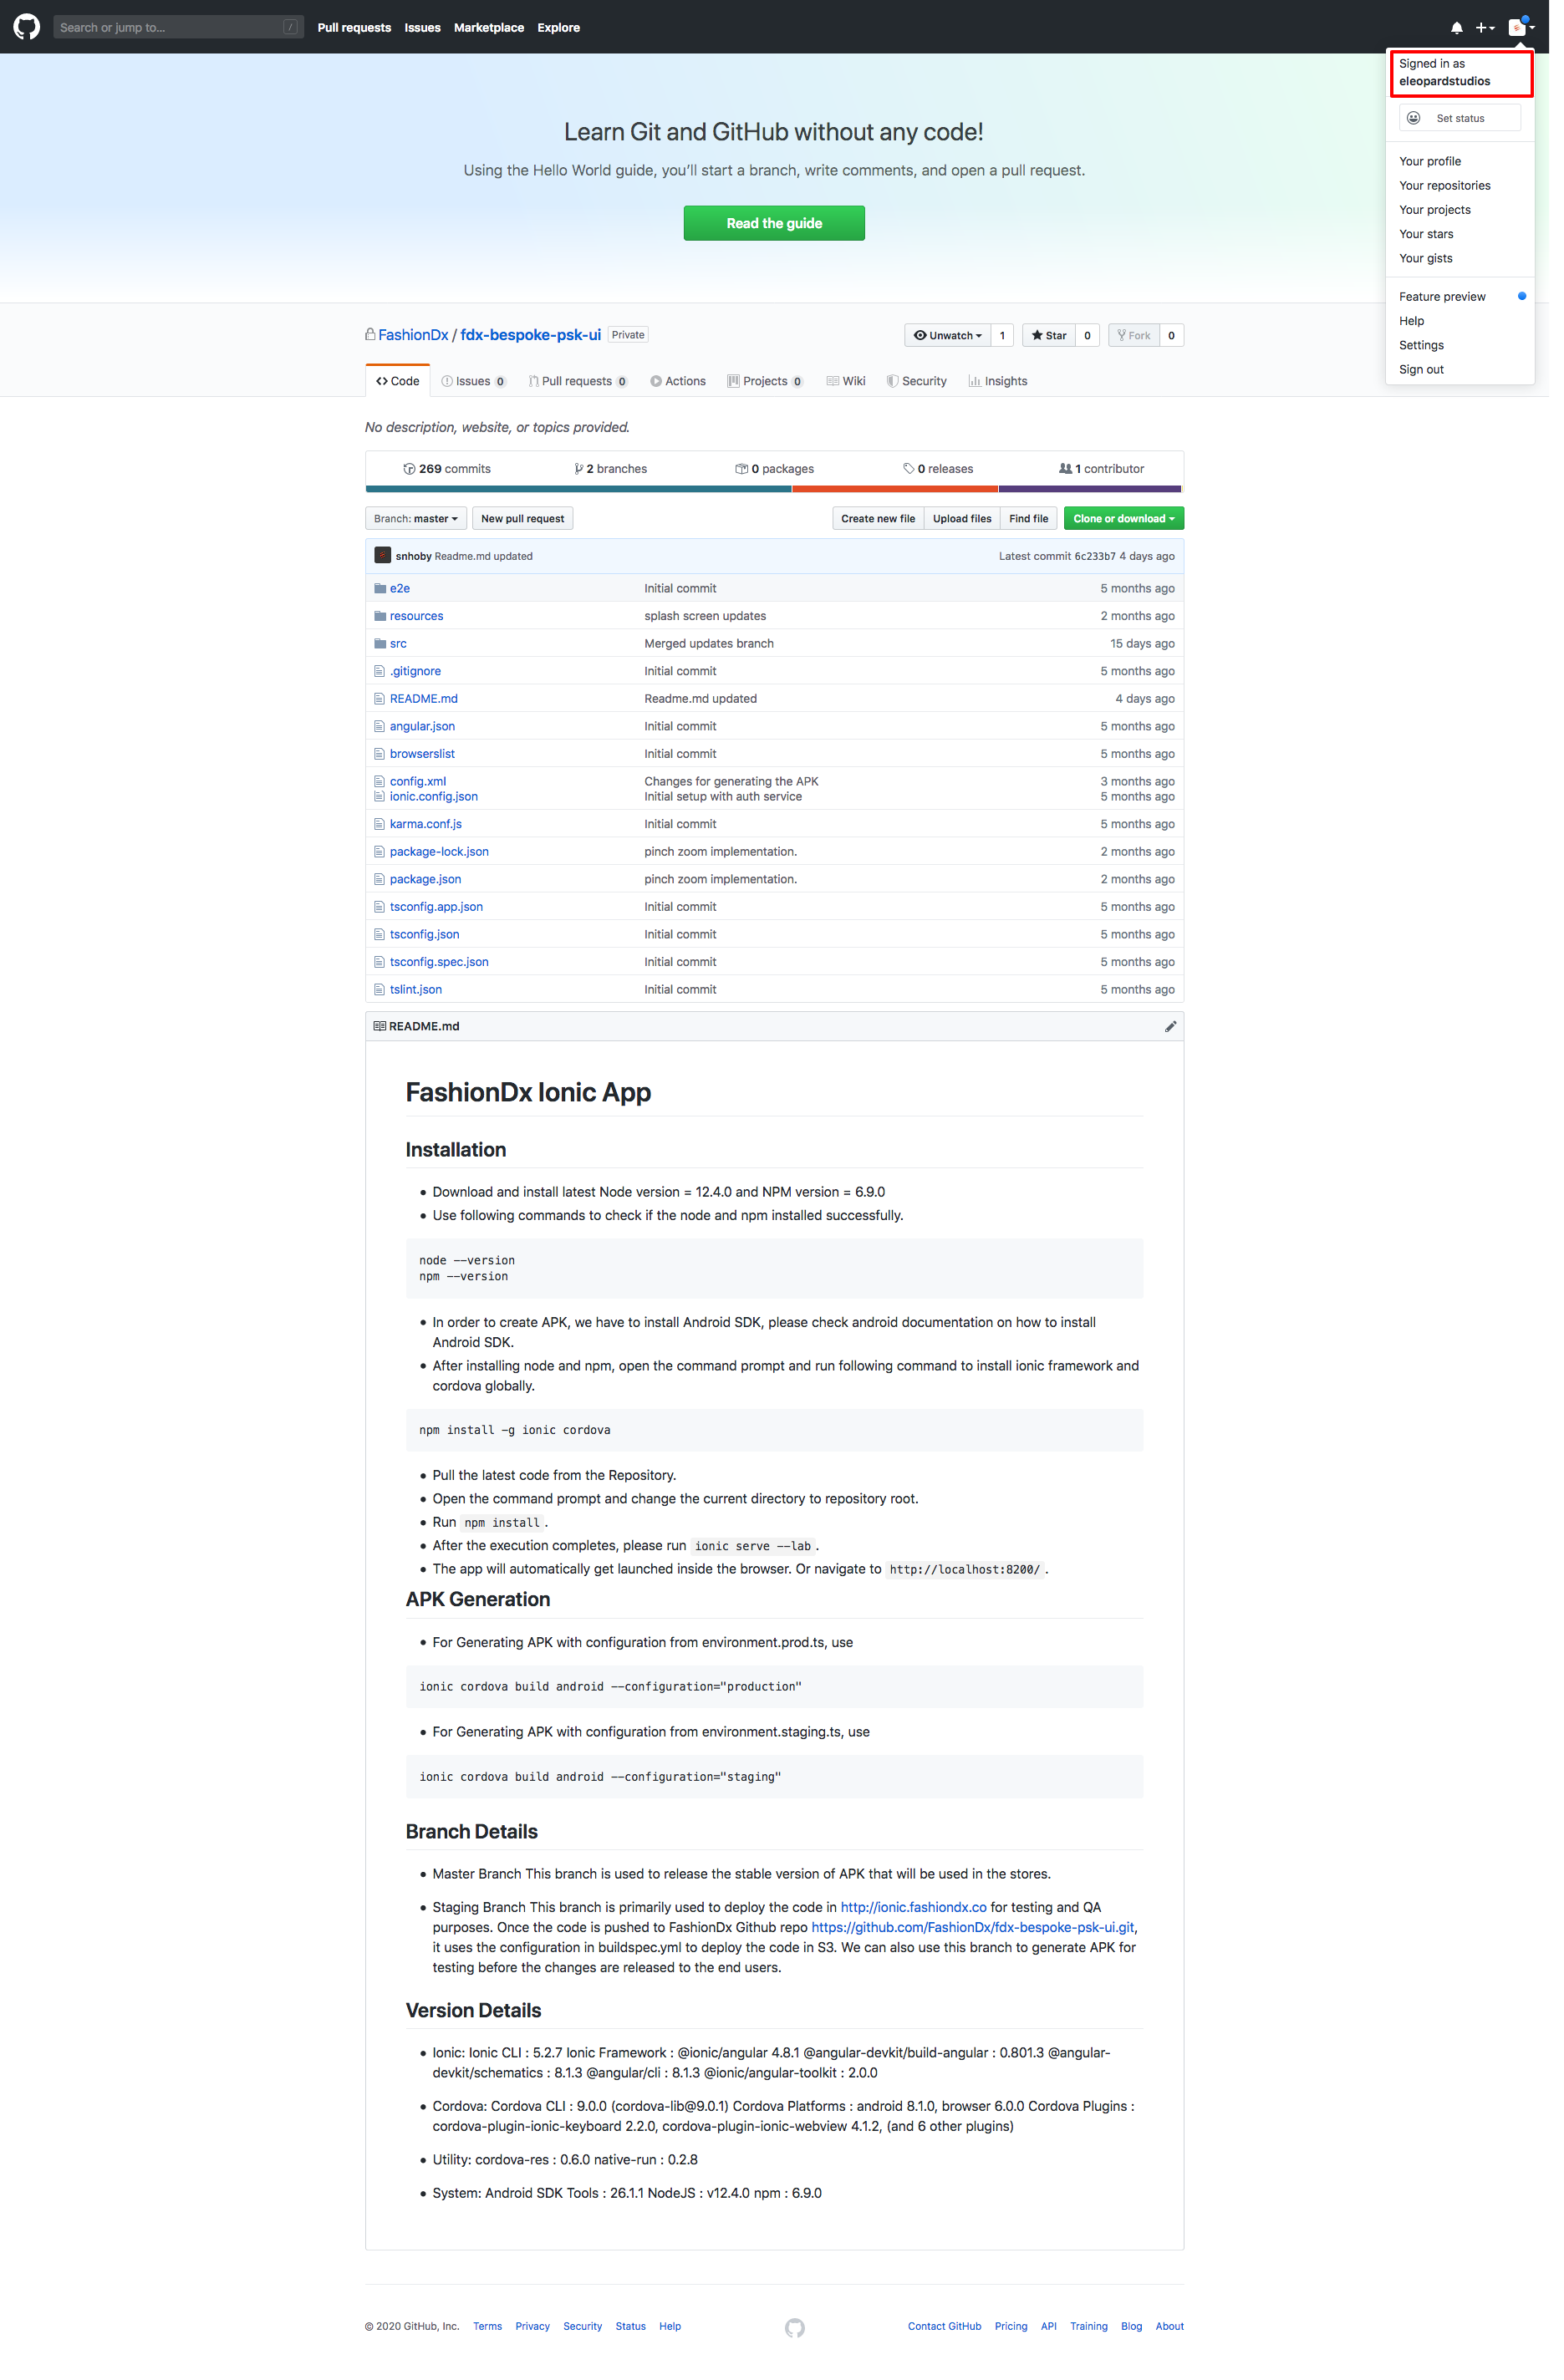 Search or jump to... /
Pull requests Issues Marketplace Explore
Signed in as
eleopardstudios
Set status
Your profile
Your repositories
Your projects
Your stars
Your gists
Feature preview
Help
Settings
Sign out
Learn Git and GitHub without any code!
Using the Hello World guide, you’ll start a branch, write comments, and open a pull request.
Read the guide
FashionDx / fdx-bespoke-psk-ui Private
Unwatch 1 Star 0 Fork 0
Code Issues 0 Pull requests 0 Actions Projects 0 Wiki Security Insights
No description, website, or topics provided.
269 commits 2 branches 0 packages 0 releases 1 contributor
Branch: master New pull request Create new file Upload files Find file Clone or download
snhoby Readme.md updated Latest commit 6c233b7 4 days ago
e2e Initial commit 5 months ago
resources splash screen updates 2 months ago
src Merged updates branch 15 days ago
.gitignore Initial commit 5 months ago
README.md Readme.md updated 4 days ago
angular.json Initial commit 5 months ago
browserslist Initial commit 5 months ago
config.xml Changes for generating the APK 3 months ago
ionic.config.json Initial setup with auth service 5 months ago
karma.conf.js Initial commit 5 months ago
package-lock.json pinch zoom implementation. 2 months ago
package.json pinch zoom implementation. 2 months ago
tsconfig.app.json Initial commit 5 months ago
tsconfig.json Initial commit 5 months ago
tsconfig.spec.json Initial commit 5 months ago
tslint.json Initial commit 5 months ago
README.md
FashionDx Ionic App
Installation
• Download and install latest Node version = 12.4.0 and NPM version = 6.9.0
• Use following commands to check if the node and npm installed successfully.
node --version
npm --version
• In order to create APK, we have to install Android SDK, please check android documentation on how to install
Android SDK.
• After installing node and npm, open the command prompt and run following command to install ionic framework and
cordova globally.
npm install -g ionic cordova
• Pull the latest code from the Repository.
• Open the command prompt and change the current directory to repository root.
• Run npm install.
• After the execution completes, please run ionic serve --lab.
• The app will automatically get launched inside the browser. Or navigate to http://localhost:8200/.
APK Generation
• For Generating APK with configuration from environment.prod.ts, use
ionic cordova build android --configuration="production"
• For Generating APK with configuration from environment.staging.ts, use
ionic cordova build android --configuration="staging"
Branch Details
• Master Branch This branch is used to release the stable version of APK that will be used in the stores.
• Staging Branch This branch is primarily used to deploy the code in http://ionic.fashiondx.co for testing and QA
purposes. Once the code is pushed to FashionDx Github repo https://github.com/FashionDx/fdx-bespoke-psk-ui.git,
it uses the configuration in buildspec.yml to deploy the code in S3. We can also use this branch to generate APK for
testing before the changes are released to the end users.
Version Details
• Ionic: Ionic CLI : 5.2.7 Ionic Framework : @ionic/angular 4.8.1 @angular-devkit/build-angular : 0.801.3 @angular-
devkit/schematics : 8.1.3 @angular/cli : 8.1.3 @ionic/angular-toolkit : 2.0.0
• Cordova: Cordova CLI : 9.0.0 (cordova-lib@9.0.1) Cordova Platforms : android 8.1.0, browser 6.0.0 Cordova Plugins :
cordova-plugin-ionic-keyboard 2.2.0, cordova-plugin-ionic-webview 4.1.2, (and 6 other plugins)
• Utility: cordova-res : 0.6.0 native-run : 0.2.8
• System: Android SDK Tools : 26.1.1 NodeJS : v12.4.0 npm : 6.9.0
© 2020 GitHub, Inc. Terms Privacy Security Status Help Contact GitHub Pricing API Training Blog About